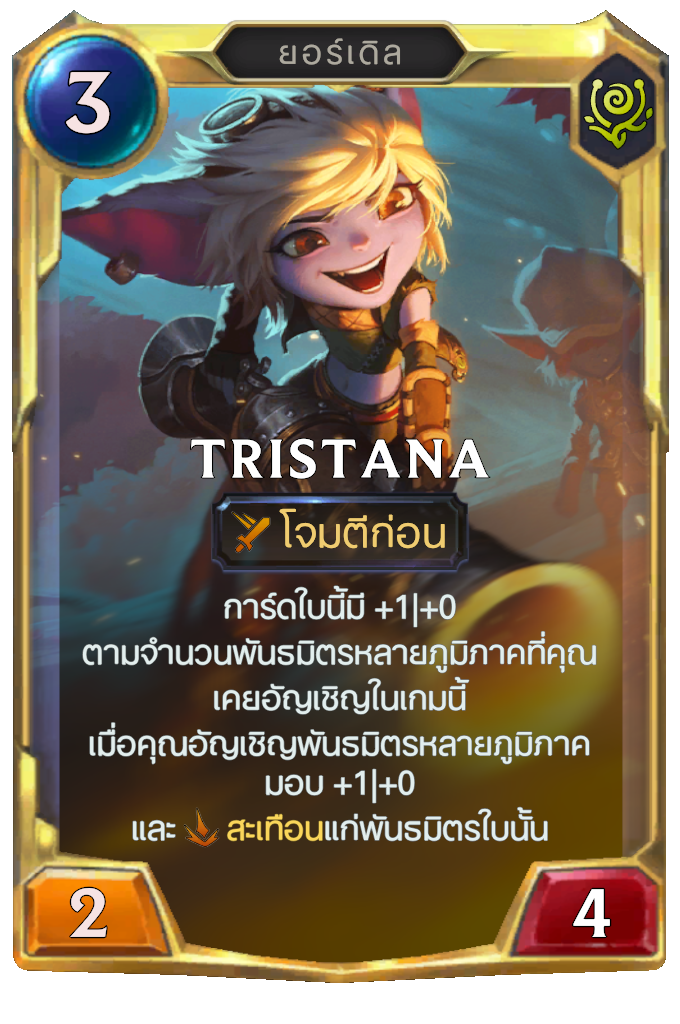 ยอร์เดิล
3
TRISTANA
โจมตีก่อน
การ์ดใบนี้มี +1|+0
ตามจำนวนพันธมิตรหลายภูมิภาคที่คุณ
เคยอัญเชิญในเกมนี้
เมื่อคุณอัญเชิญพันธมิตรหลายภูมิภาค
มอบ +1|+0
และ สะเทือนแก่พันธมิตรใบนั้น
2
4